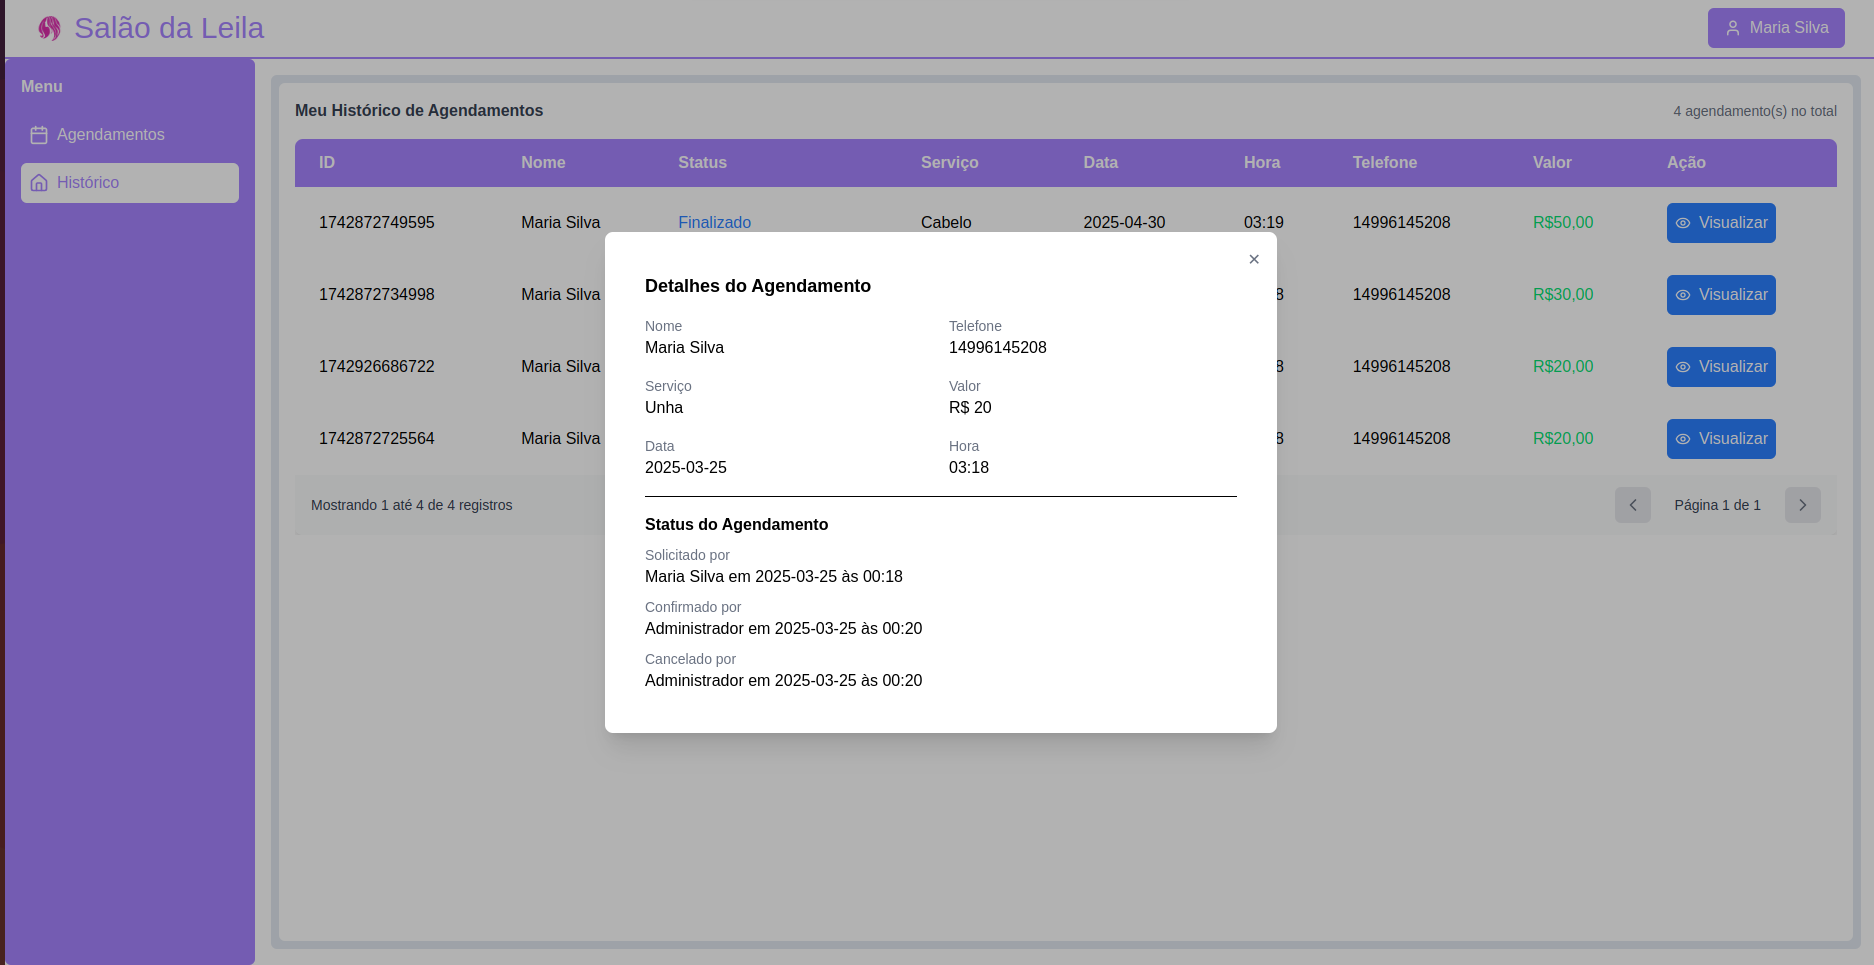 Salão da Leila
Maria Silva
Menu
Agendamentos
Histórico
Meu Histórico de Agendamentos
4 agendamento(s) no total
ID Nome Status Serviço Data Hora Telefone Valor Ação
1742872749595 Maria Silva Finalizado Cabelo 2025-04-30 03:19 14996145208 R$50,00 Visualizar
1742872734998 Maria Silva 8 14996145208 R$30,00 Visualizar
1742926686722 Maria Silva 8 14996145208 R$20,00 Visualizar
1742872725564 Maria Silva 8 14996145208 R$20,00 Visualizar
Mostrando 1 até 4 de 4 registros
Página 1 de 1
Detalhes do Agendamento
Nome Telefone
Maria Silva 14996145208
Serviço Valor
Unha R$ 20
Data Hora
2025-03-25 03:18
Status do Agendamento
Solicitado por
Maria Silva em 2025-03-25 às 00:18
Confirmado por
Administrador em 2025-03-25 às 00:20
Cancelado por
Administrador em 2025-03-25 às 00:20